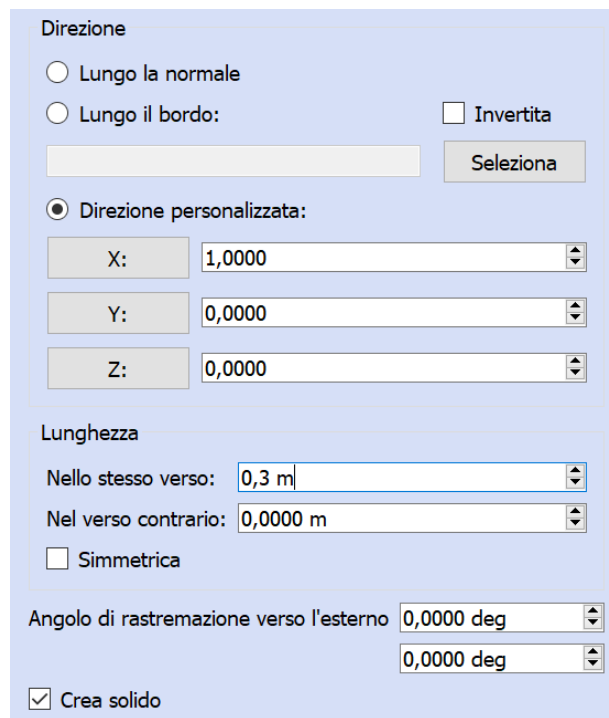 Direzione
Lungo la normale
Lungo il bordo: Invertita
Seleziona
Direzione personalizzata:
X: 1,0000
Y: 0,0000
Z: 0,0000
Lunghezza
Nello stesso verso: 0,3 m
Nel verso contrario: 0,0000 m
Simmetrica
Angolo di rastremazione verso l'esterno 0,0000 deg
0,0000 deg
Crea solido